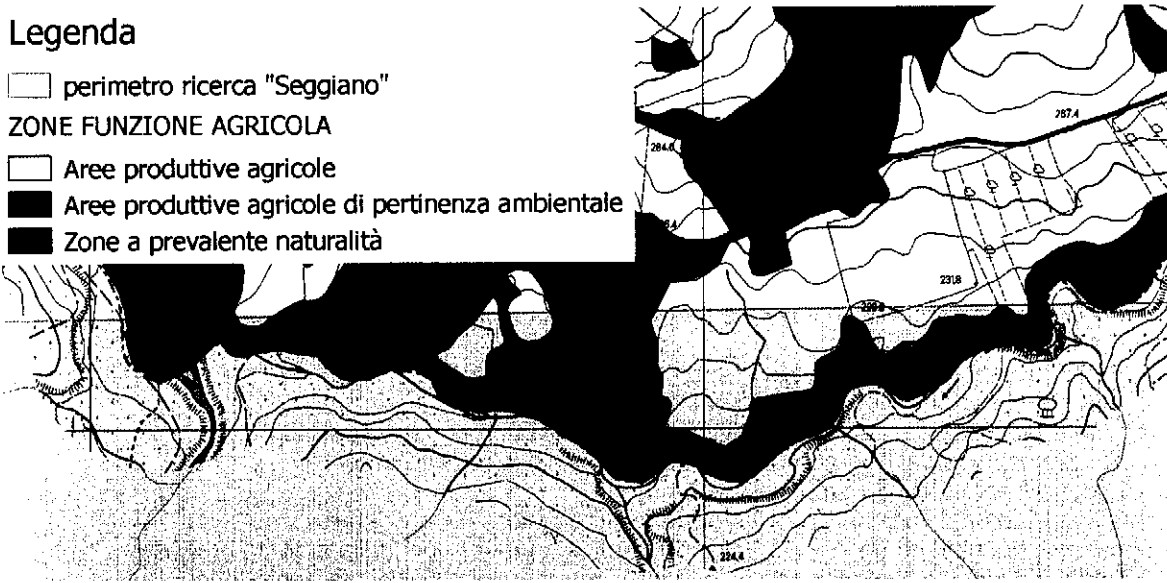 Legenda
perimetro ricerca "Seggiano"
ZONE FUNZIONE AGRICOLA
Aree produttive agricole
Aree produttive agricole di pertinenza ambientale
Zone a prevalente naturalità
287.4
284.6
231.8
224.4